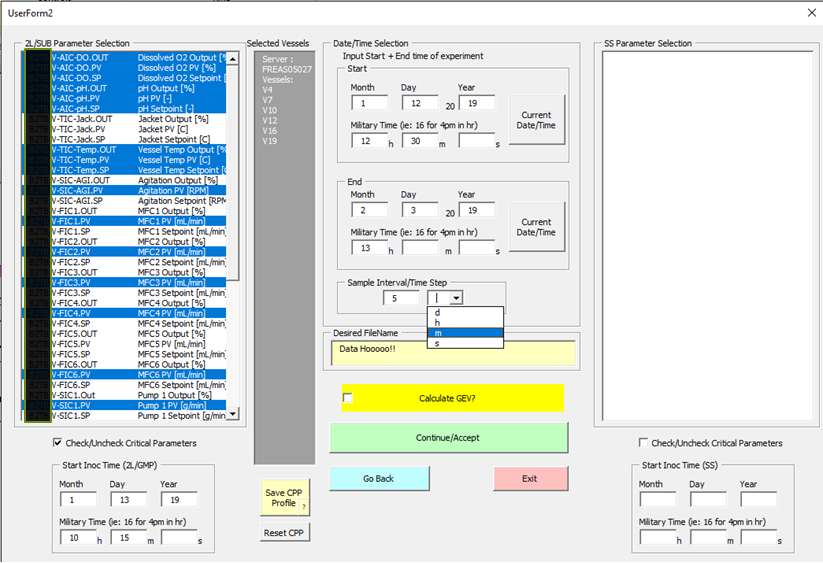 UserForm2
2L/SUB Parameter Selection
V-AIC-DO.OUT Dissolved O2 Output [%]
V-AIC-DO.PV Dissolved O2 PV [%]
V-AIC-DO.SP Dissolved O2 Setpoint [
V-AIC-pH.OUT pH Output [%]
V-AIC-pH.PV pH PV [-]
V-AIC-pH.SP pH Setpoint [-]
V-TIC-Jack.OUT Jacket Output [%]
V-TIC-Jack.PV Jacket PV [C]
V-TIC-Jack.SP Jacket Setpoint [C]
V-TIC-Temp.OUT Vessel Temp Output [%
V-TIC-Temp.PV Vessel Temp PV [C]
V-TIC-Temp.SP Vessel Temp Setpoint [C]
V-SIC-AGI.OUT Agitation Output [%]
V-SIC-AGI.PV Agitation PV [RPM]
V-SIC-AGI.SP Agitation Setpoint [RPM
V-FIC1.OUT MFC1 Output [%]
V-FIC1.PV MFC1 PV [mL/min]
V-FIC1.SP MFC1 Setpoint [mL/min]
V-FIC2.OUT MFC2 Output [%]
V-FIC2.PV MFC2 PV [mL/min]
V-FIC2.SP MFC2 Setpoint [mL/min]
V-FIC3.OUT MFC3 Output [%]
V-FIC3.PV MFC3 PV [mL/min]
V-FIC3.SP MFC3 Setpoint [mL/min]
V-FIC4.OUT MFC4 Output [%]
V-FIC4.PV MFC4 PV [mL/min]
V-FIC4.SP MFC4 Setpoint [mL/min]
V-FIC5.OUT MFC5 Output [%]
V-FIC5.PV MFC5 PV [mL/min]
V-FIC5.SP MFC5 Setpoint [mL/min]
V-FIC6.OUT MFC6 Output [%]
V-FIC6.PV MFC6 PV [mL/min]
V-FIC6.SP MFC6 Setpoint [mL/min]
V-SIC1.Out Pump 1 Output [%]
V-SIC1.PV Pump 1 PV [g/min]
V-SIC1.SP Pump 1 Setpoint [g/min
Check/Uncheck Critical Parameters
Start Inoc Time (2L/GMP)
Month Day Year
1 13 19
Military Time (ie: 16 for 4pm in hr)
10 h 15 m s
Selected Vessels
Server :
FREAS05027
Vessels:
V4
V7
V10
V12
V16
V19
Save CPP
Profile ?
Reset CPP
Date/Time Selection
Input Start + End time of experiment
Start
Month Day Year
1 12 20 19
Military Time (ie: 16 for 4pm in hr)
12 h 30 m s
Current
Date/Time
End
Month Day Year
2 3 20 19
Military Time (ie: 16 for 4pm in hr)
13 h m s
Current
Date/Time
Sample Interval/Time Step
5
d
h
m
s
Desired FileName
Data Hooooo!!
Calculate GEV?
Continue/Accept
Go Back Exit
SS Parameter Selection
Check/Uncheck Critical Parameters
Start Inoc Time (SS)
Month Day Year
Military Time (ie: 16 for 4pm in hr)
h m s